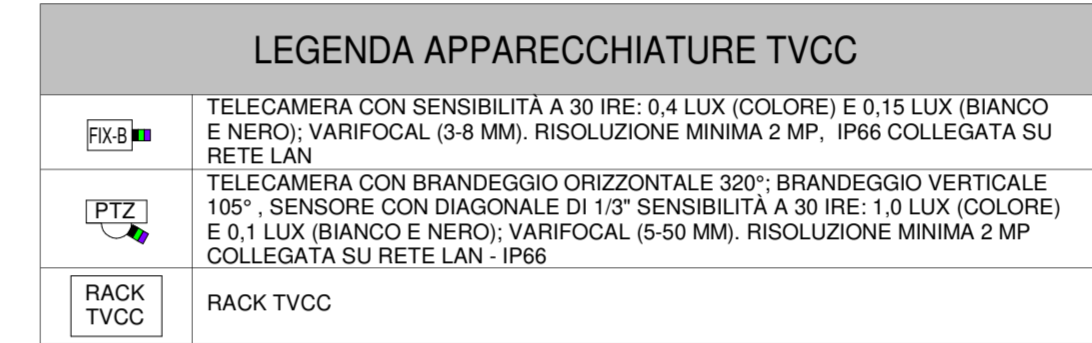 LEGENDA APPARECCHIATURE TVCC
FIX-B
TELECAMERA CON SENSIBILITÀ A 30 IRE: 0,4 LUX (COLORE) E 0,15 LUX (BIANCO
E NERO); VARIFOCAL (3-8 MM). RISOLUZIONE MINIMA 2 MP, IP66 COLLEGATA SU
RETE LAN
PTZ
TELECAMERA CON BRANDEGGIO ORIZZONTALE 320°; BRANDEGGIO VERTICALE
105° , SENSORE CON DIAGONALE DI 1/3" SENSIBILITÀ A 30 IRE: 1,0 LUX (COLORE)
E 0,1 LUX (BIANCO E NERO); VARIFOCAL (5-50 MM). RISOLUZIONE MINIMA 2 MP
COLLEGATA SU RETE LAN - IP66
RACK
TVCC
RACK TVCC